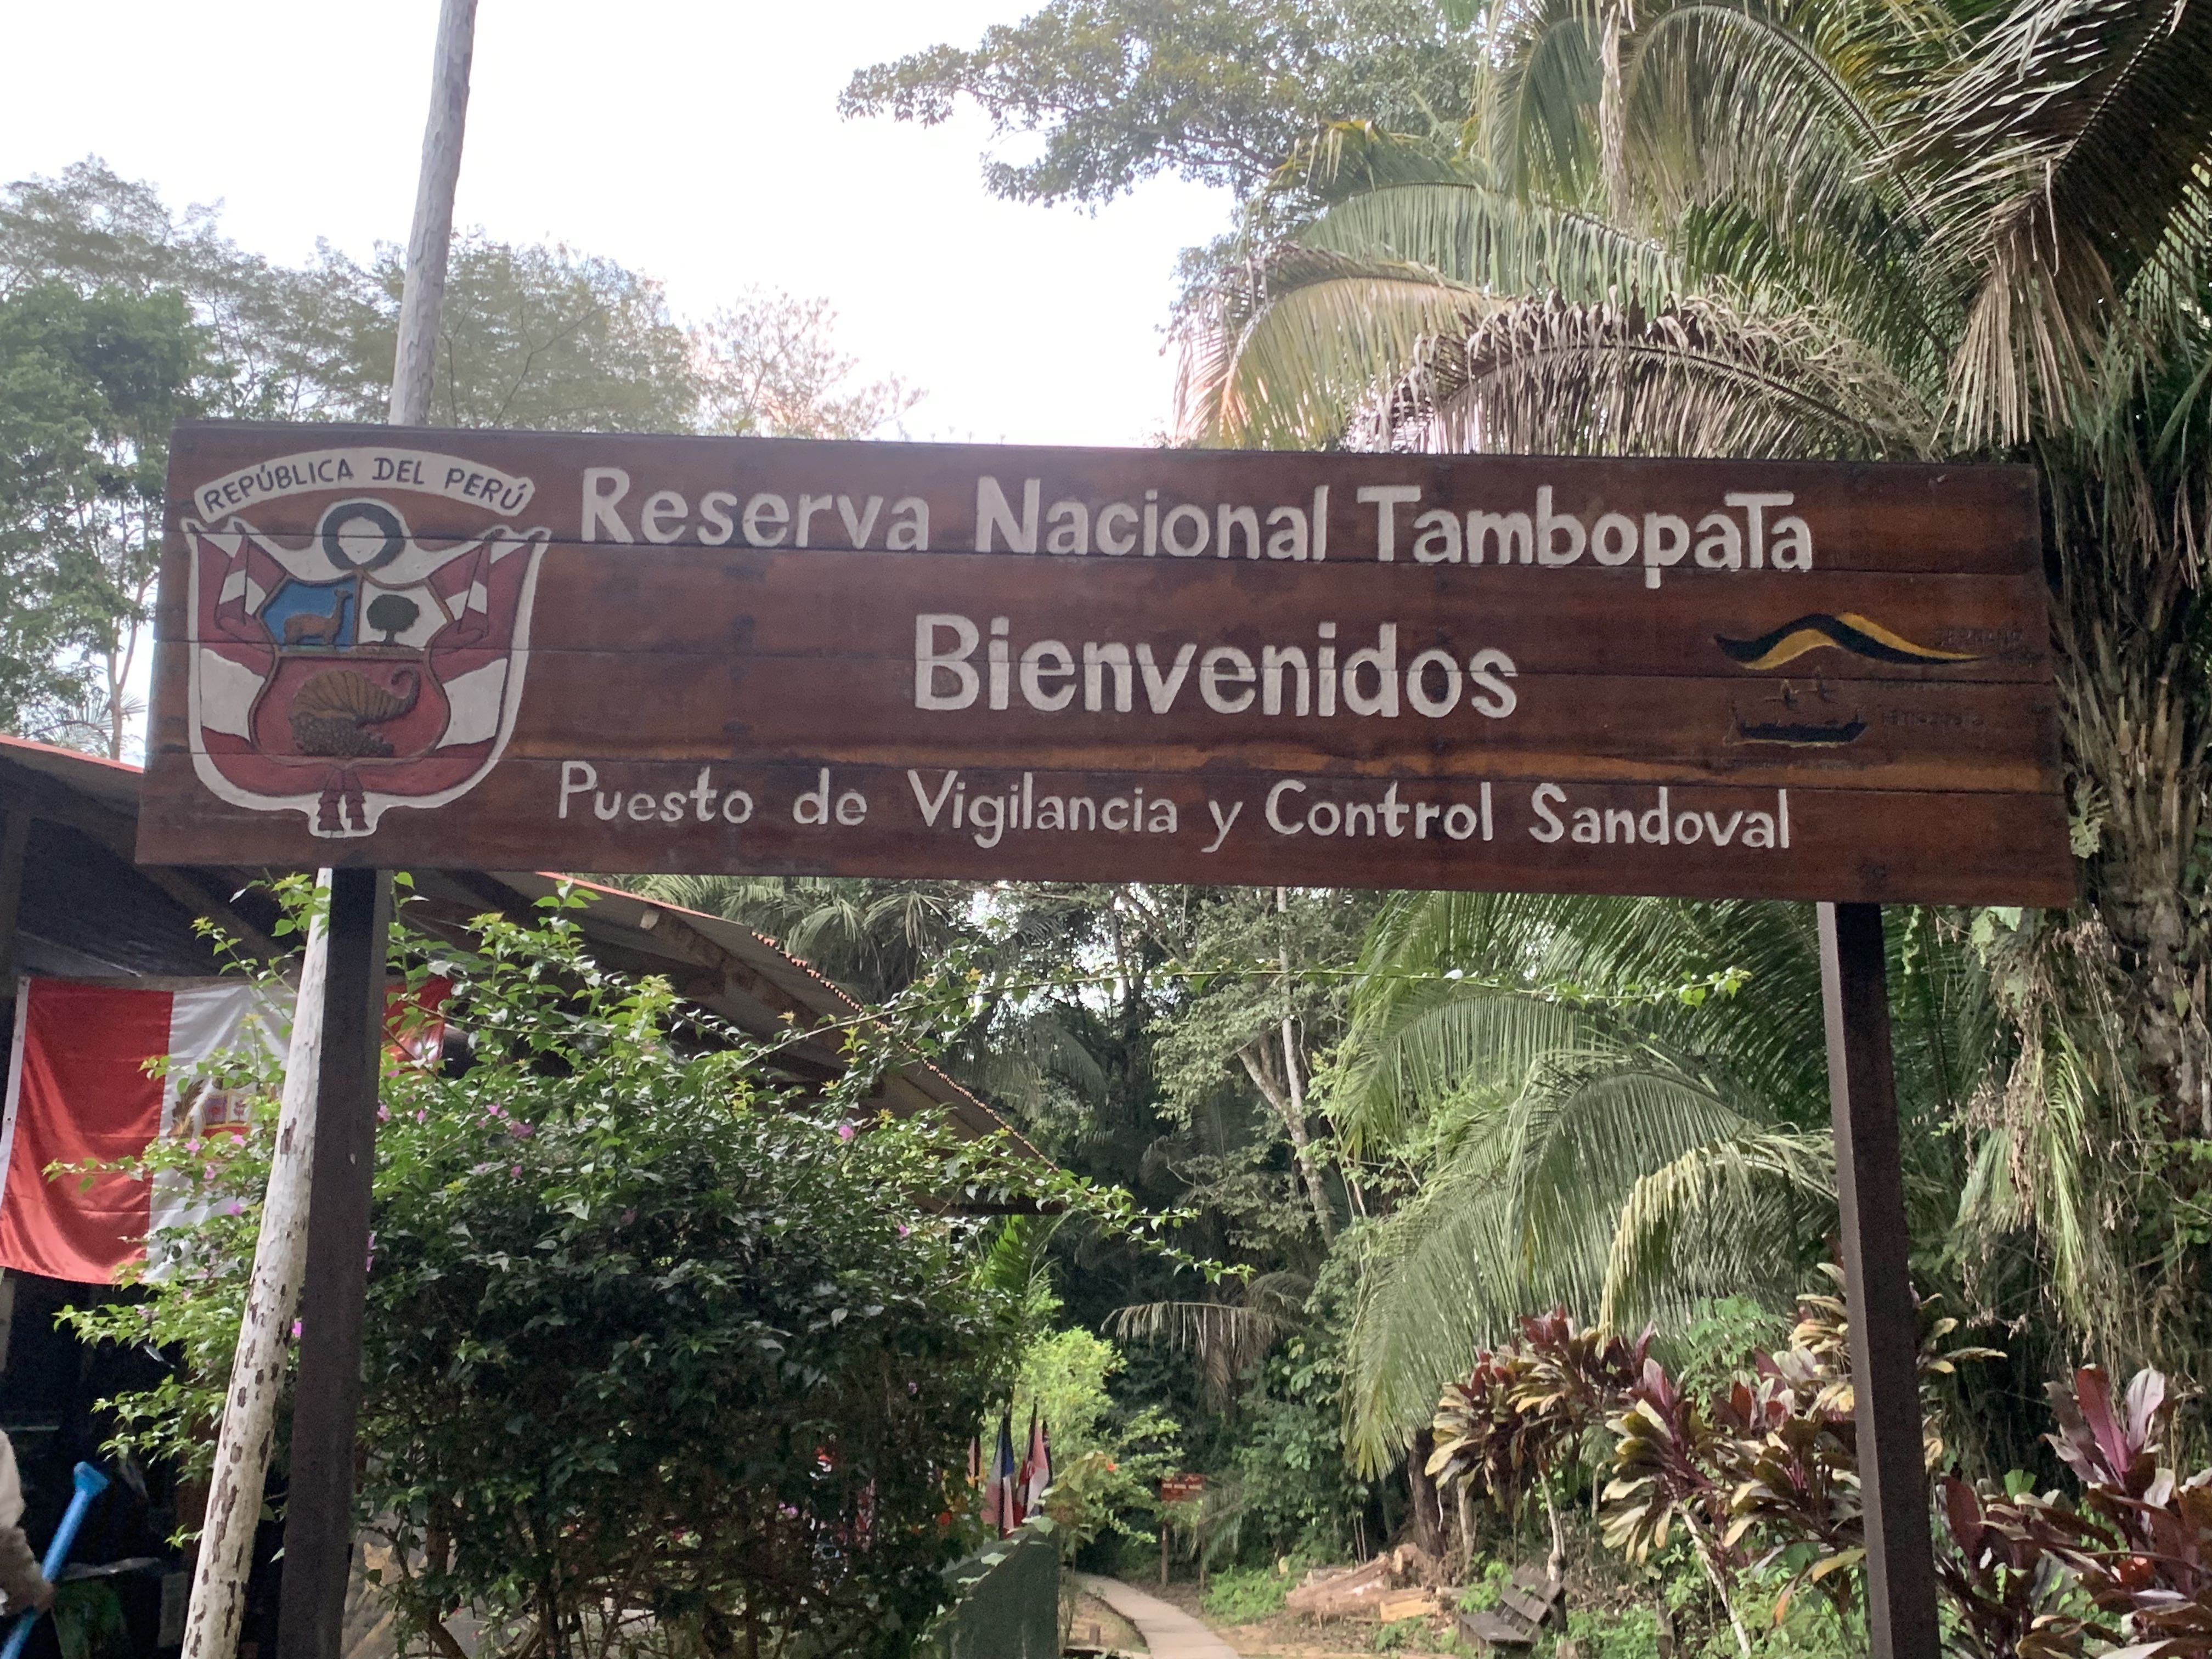 REPÚBLICA DEL PERÚ
Reserva Nacional Tambopata
Bienvenidos
Puesto de Vigilancia y Control Sandoval